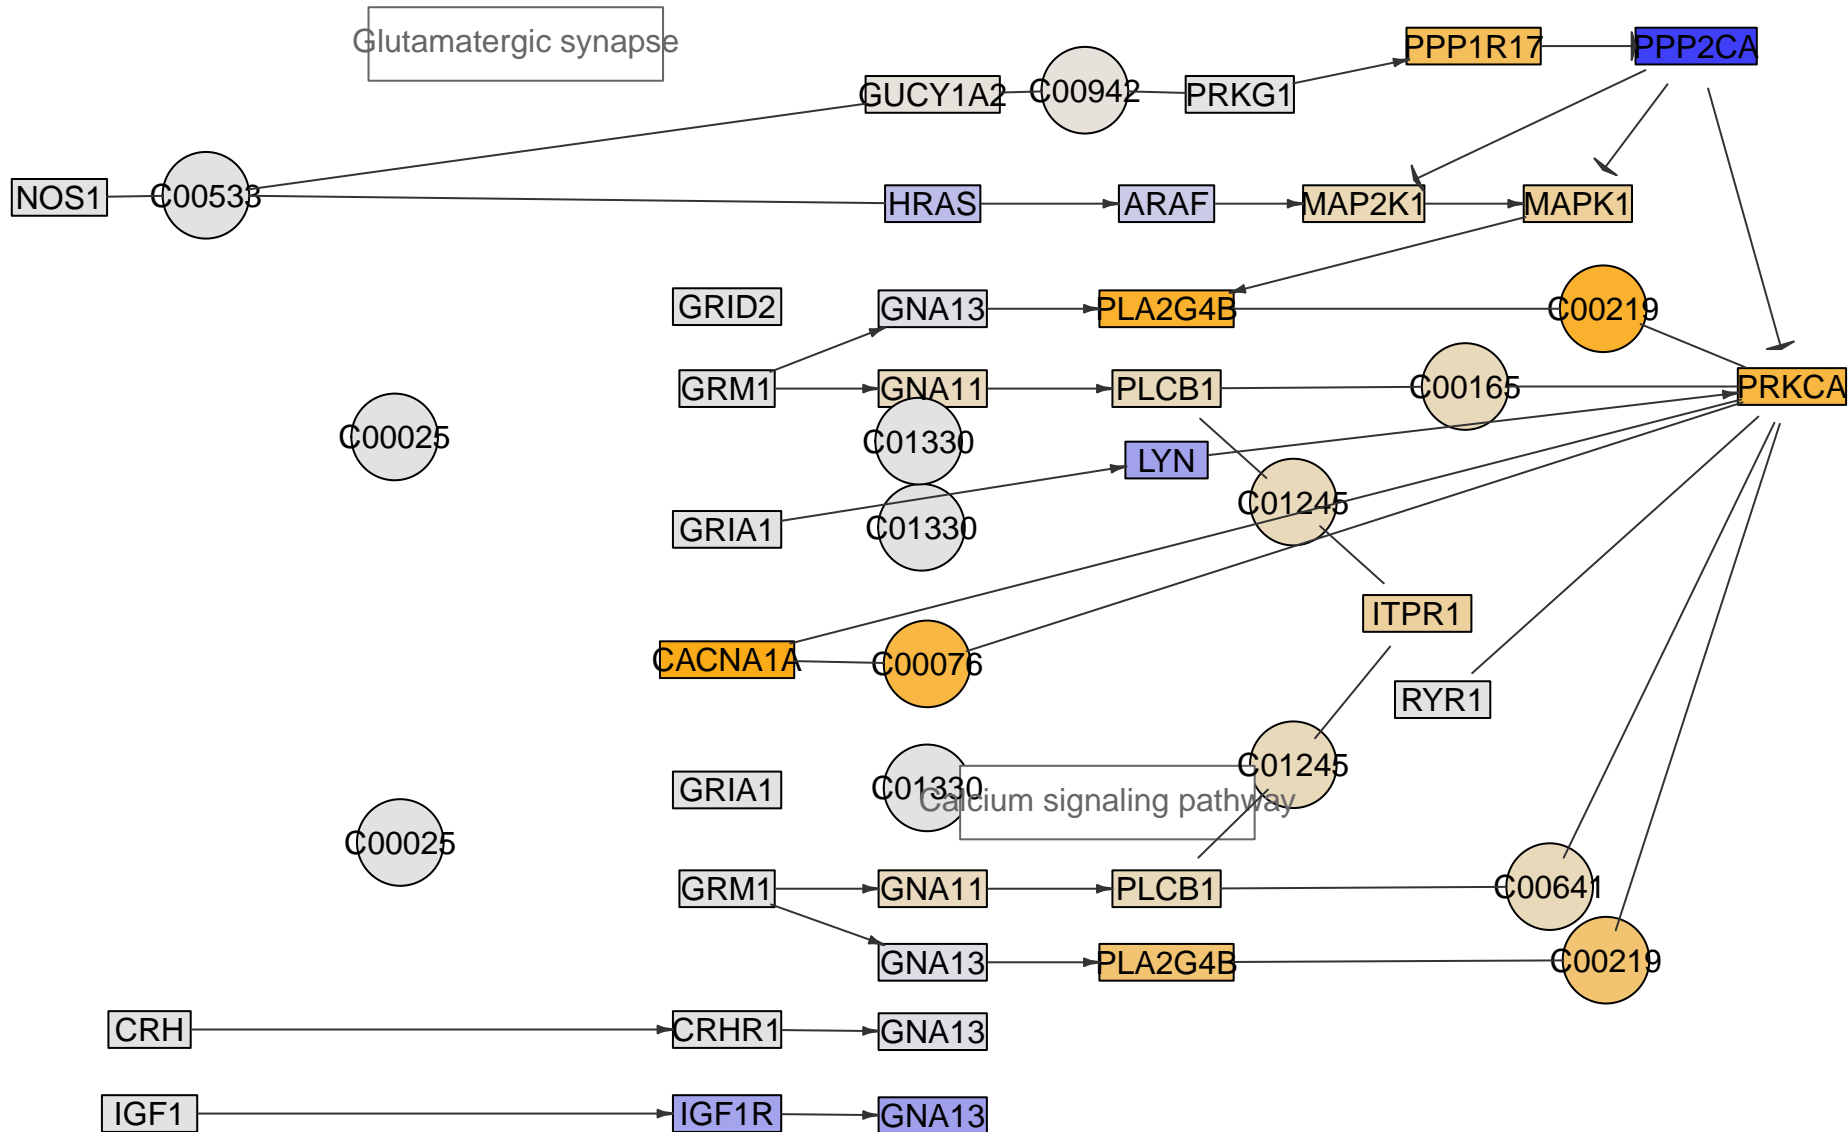 Glutamatergic synapse
PPP1R17
PPP2CA
GUCY1A2
C00942
PRKG1
NOS1
C00533
HRAS
ARAF
MAP2K1
MAPK1
GRID2
GNA13
PLA2G4B
C00219
GRM1
GNA11
PLCB1
C00165
PRKCA
C00025
C01330
LYN
C01245
GRIA1
C01330
ITPR1
CACNA1A
C00076
RYR1
GRIA1
C01330
C01245
Calcium signaling pathway
C00025
GRM1
GNA11
PLCB1
C00641
GNA13
PLA2G4B
C00219
CRH
CRHR1
GNA13
IGF1
IGF1R
GNA13